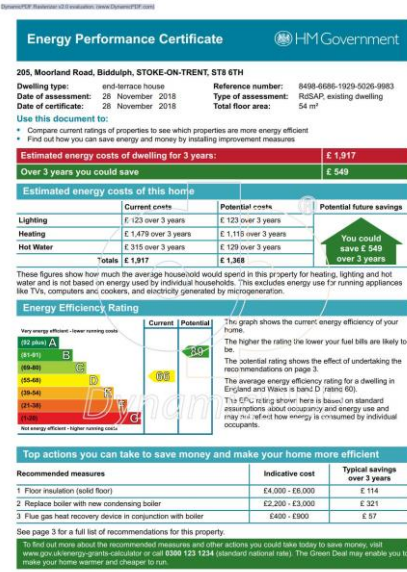 DynamicPDF Rasterizer v3.0 evaluation. (www.DynamicPDF.com)
Energy Performance Certificate
HM Government
205, Moorland Road, Biddulph, STOKE-ON-TRENT, ST8 6TH
Dwelling type: end-terrace house Reference number: 8498-6686-1929-5026-9983
Date of assessment: 28 November 2018 Type of assessment: RdSAP, existing dwelling
Date of certificate: 28 November 2018 Total floor area: 54 m²
Use this document to:
• Compare current ratings of properties to see which properties are more energy efficient
• Find out how you can save energy and money by installing improvement measures
Estimated energy costs of dwelling for 3 years: £ 1,917
Over 3 years you could save £ 549
Estimated energy costs of this home
Current costs Potential costs Potential future savings
Lighting £ 123 over 3 years £ 123 over 3 years
Heating £ 1,479 over 3 years £ 1,116 over 3 years
Hot Water £ 315 over 3 years £ 129 over 3 years
Totals £ 1,917 £ 1,368
You could
save £ 549
over 3 years
These figures show how much the average household would spend in this property for heating, lighting and hot
water and is not based on energy used by individual households. This excludes energy use for running appliances
like TVs, computers and cookers, and electricity generated by microgeneration.
Energy Efficiency Rating
Current Potential
Very energy efficient - lower running costs
(92 plus) A
(81-91) B
(69-80) C
(55-68) D
(39-54) E
(21-38) F
(1-20) G
Not energy efficient - higher running costs
66
89
The graph shows the current energy efficiency of your
home.
The higher the rating the lower your fuel bills are likely to
be.
The potential rating shows the effect of undertaking the
recommendations on page 3.
The average energy efficiency rating for a dwelling in
England and Wales is band D (rating 60).
The EPC rating shown here is based on standard
assumptions about occupancy and energy use and
may not reflect how energy is consumed by individual
occupants.
Dynam
Top actions you can take to save money and make your home more efficient
Recommended measures Indicative cost Typical savings
over 3 years
1 Floor insulation (solid floor) £4,000 - £6,000 £ 114
2 Replace boiler with new condensing boiler £2,200 - £3,000 £ 321
3 Flue gas heat recovery device in conjunction with boiler £400 - £900 £ 57
See page 3 for a full list of recommendations for this property.
To find out more about the recommended measures and other actions you could take today to save money, visit
www.gov.uk/energy-grants-calculator or call 0300 123 1234 (standard national rate). The Green Deal may enable you to
make your home warmer and cheaper to run.